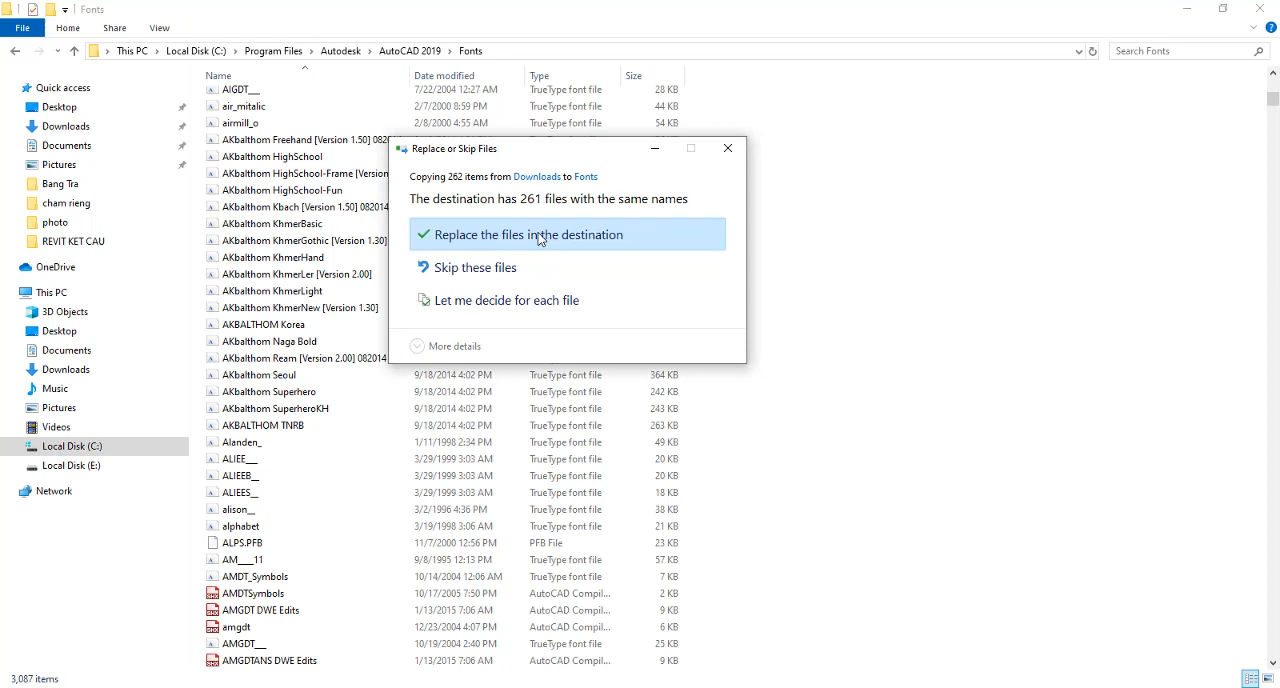 Fonts
File Home Share View
This PC Local Disk (C:) Program Files Autodesk AutoCAD 2019 Fonts
Search Fonts
Quick access
Desktop
Downloads
Documents
Pictures
Bang Tra
cham rieng
photo
REVIT KET CAU
OneDrive
This PC
3D Objects
Desktop
Documents
Downloads
Music
Pictures
Videos
Local Disk (C:)
Local Disk (E:)
Network
Name Date modified Type Size
AIGDT___ 7/22/2004 12:27 AM TrueType font file 28 KB
air_mitalic 2/7/2000 8:59 PM TrueType font file 44 KB
airmill_o 2/8/2000 4:55 AM TrueType font file 54 KB
AKbalthom Freehand [Version 1.50] 082
AKbalthom HighSchool
AKbalthom HighSchool-Frame [Version
AKbalthom HighSchool-Fun
AKbalthom Kbach [Version 1.50] 082014
AKbalthom KhmerBasic
AKbalthom KhmerGothic [Version 1.30]
AKbalthom KhmerHand
AKbalthom KhmerLer [Version 2.00]
AKbalthom KhmerLight
AKbalthom KhmerNew [Version 1.30]
AKBALTHOM Korea
AKbalthom Naga Bold
AKbalthom Ream [Version 2.00] 082014
AKbalthom Seoul 9/18/2014 4:02 PM TrueType font file 364 KB
AKbalthom Superhero 9/18/2014 4:02 PM TrueType font file 242 KB
AKbalthom SuperheroKH 9/18/2014 4:02 PM TrueType font file 243 KB
AKBALTHOM TNRB 9/18/2014 4:02 PM TrueType font file 263 KB
Alanden_ 1/11/1998 2:34 PM TrueType font file 49 KB
ALIEE___ 3/29/1999 3:03 AM TrueType font file 20 KB
ALIEEB__ 3/29/1999 3:03 AM TrueType font file 20 KB
ALIEES__ 3/29/1999 3:03 AM TrueType font file 18 KB
alison__ 3/2/1996 4:36 PM TrueType font file 38 KB
alphabet 3/19/1998 3:06 AM TrueType font file 21 KB
ALPS.PFB 11/7/2000 12:56 PM PFB File 23 KB
AM____11 9/8/1995 12:13 PM TrueType font file 57 KB
AMDT_Symbols 10/14/2004 12:06 AM TrueType font file 7 KB
AMDTSymbols 10/17/2005 7:50 PM AutoCAD Compil... 2 KB
AMGDT DWE Edits 1/13/2015 7:06 AM AutoCAD Compil... 9 KB
amgdt 12/23/2004 4:07 PM AutoCAD Compil... 6 KB
AMGDT___ 10/19/2004 2:40 PM TrueType font file 25 KB
AMGDTANS DWE Edits 1/13/2015 7:06 AM AutoCAD Compil... 9 KB
Replace or Skip Files
Copying 262 items from Downloads to Fonts
The destination has 261 files with the same names
Replace the files in the destination
Skip these files
Let me decide for each file
More details
3,087 items